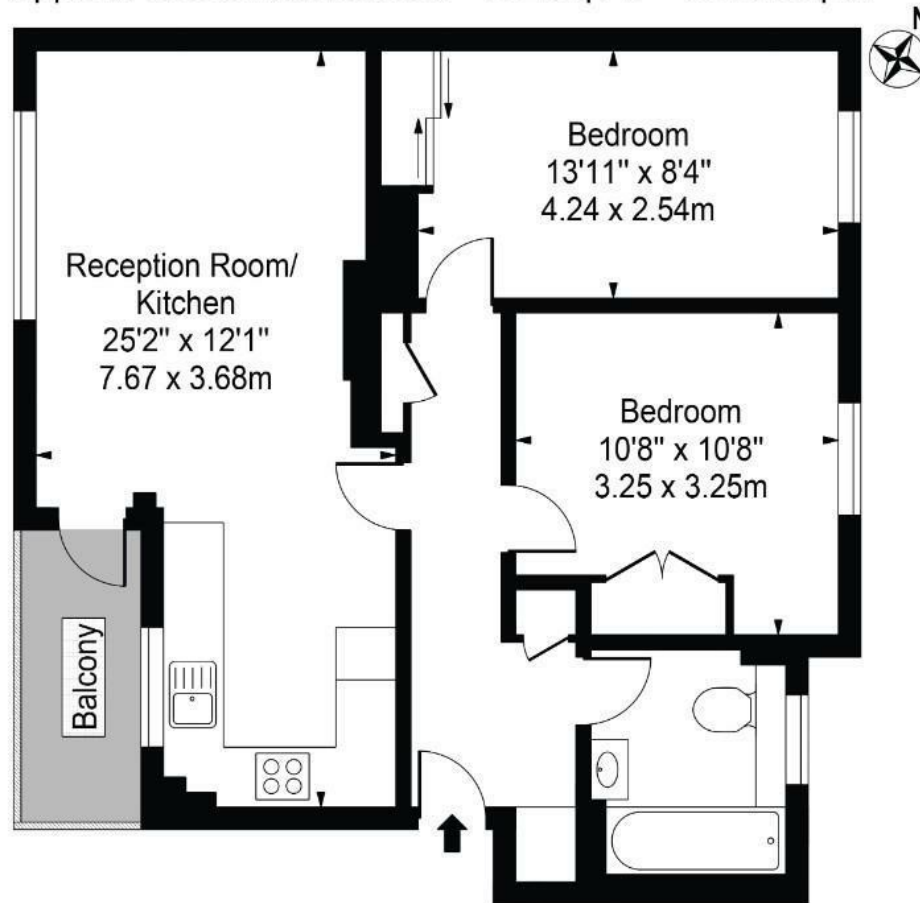 N
Bedroom
13'11" x 8'4"
4.24 x 2.54m
Reception Room/
Kitchen
25'2" x 12'1"
7.67 x 3.68m
Bedroom
10'8" x 10'8"
3.25 x 3.25m
Balcony